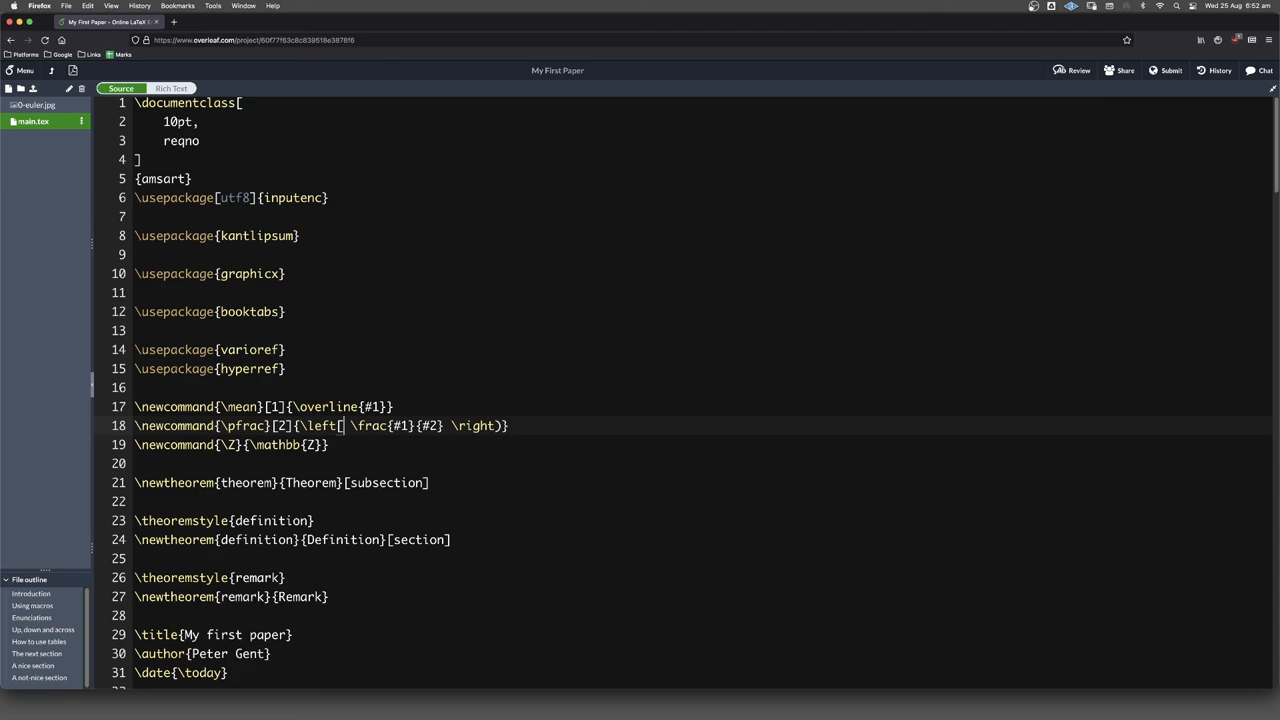 Firefox File Edit View History Bookmarks Tools Window Help Wed 25 Aug 6:52 am
My First Paper - Online LaTeX E
https://www.overleaf.com/project/60f77f63c8c839518e3878f6
Platforms Google Links Marks
Menu My First Paper Review Share Submit History Chat
Source Rich Text
0-euler.jpg
main.tex
1 \documentclass[
2 10pt,
3 reqno
4 ]
5 {amsart}
6 \usepackage[utf8]{inputenc}
7
8 \usepackage{kantlipsum}
9
10 \usepackage{graphicx}
11
12 \usepackage{booktabs}
13
14 \usepackage{varioref}
15 \usepackage{hyperref}
16
17 \newcommand{\mean}[1]{\overline{#1}}
18 \newcommand{\pfrac}[2]{\left[ \frac{#1}{#2} \right)}
19 \newcommand{\Z}{\mathbb{Z}}
20
21 \newtheorem{theorem}{Theorem}[subsection]
22
23 \theoremstyle{definition}
24 \newtheorem{definition}{Definition}[section]
25
26 \theoremstyle{remark}
27 \newtheorem{remark}{Remark}
28
29 \title{My first paper}
30 \author{Peter Gent}
31 \date{\today}
File outline
Introduction
Using macros
Enunciations
Up, down and across
How to use tables
The next section
A nice section
A not-nice section